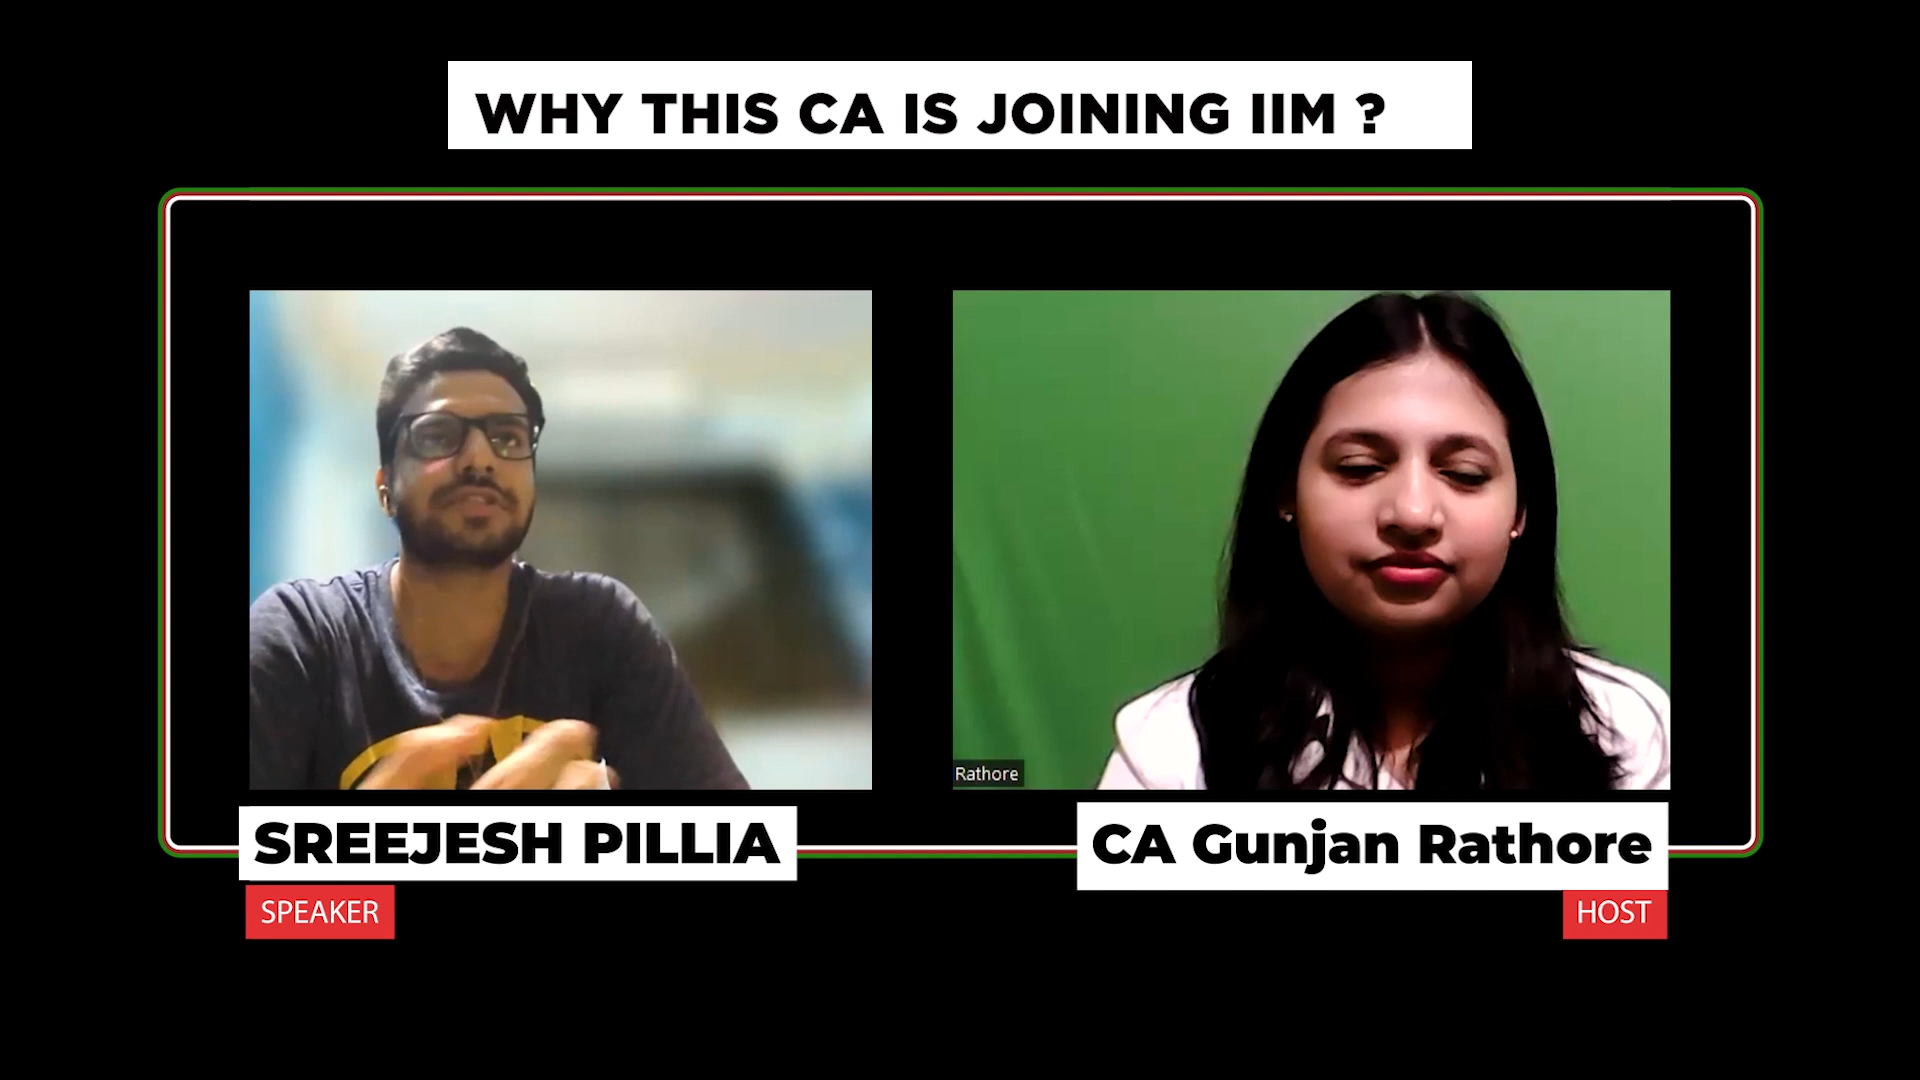 WHY THIS CA IS JOINING IIM ?
Rathore
SREEJESH PILLIA
CA Gunjan Rathore
SPEAKER
HOST